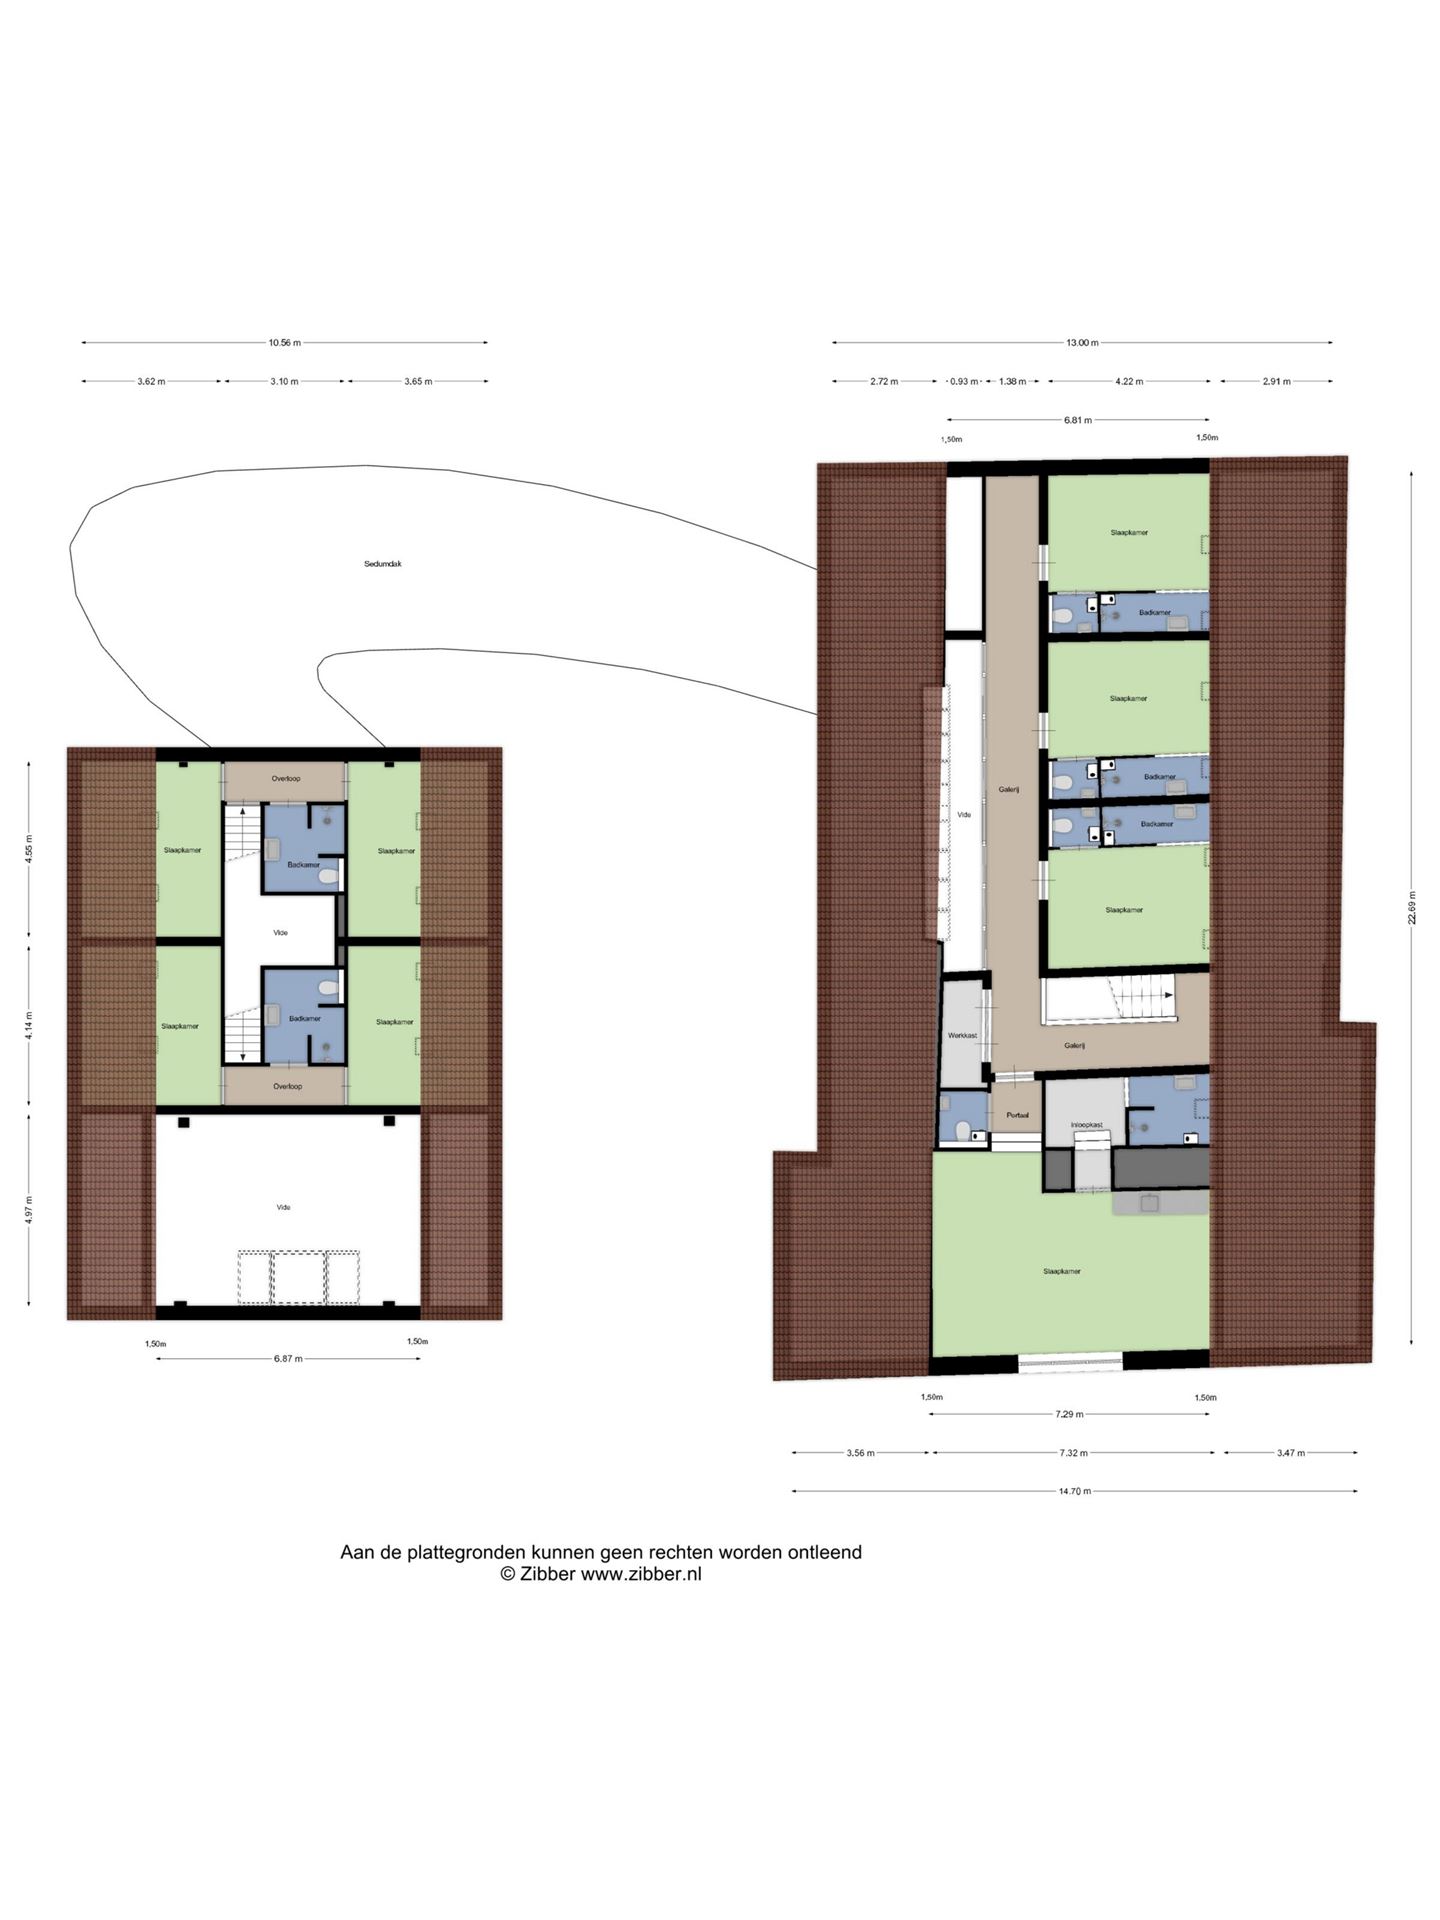 10.56 m
13.00 m
3.62 m
3.10 m
3.65 m
2.72 m
0.93 m
1.38 m
4.22 m
2.91 m
6.81 m
1,50m
1,50m
Sedumdak
Slaapkamer
Badkamer
Slaapkamer
Badkamer
Badkamer
Slaapkamer
Vide
Galerij
Galerij
Werkkast
Portaal
Inloopkast
Slaapkamer
22.69 m
Overloop
Slaapkamer
Slaapkamer
Badkamer
Vide
Badkamer
Slaapkamer
Slaapkamer
Overloop
Vide
4.55 m
4.14 m
4.97 m
1,50m
1,50m
6.87 m
1,50m
1,50m
7.29 m
3.56 m
7.32 m
3.47 m
14.70 m
Aan de plattegronden kunnen geen rechten worden ontleend
© Zibber www.zibber.nl